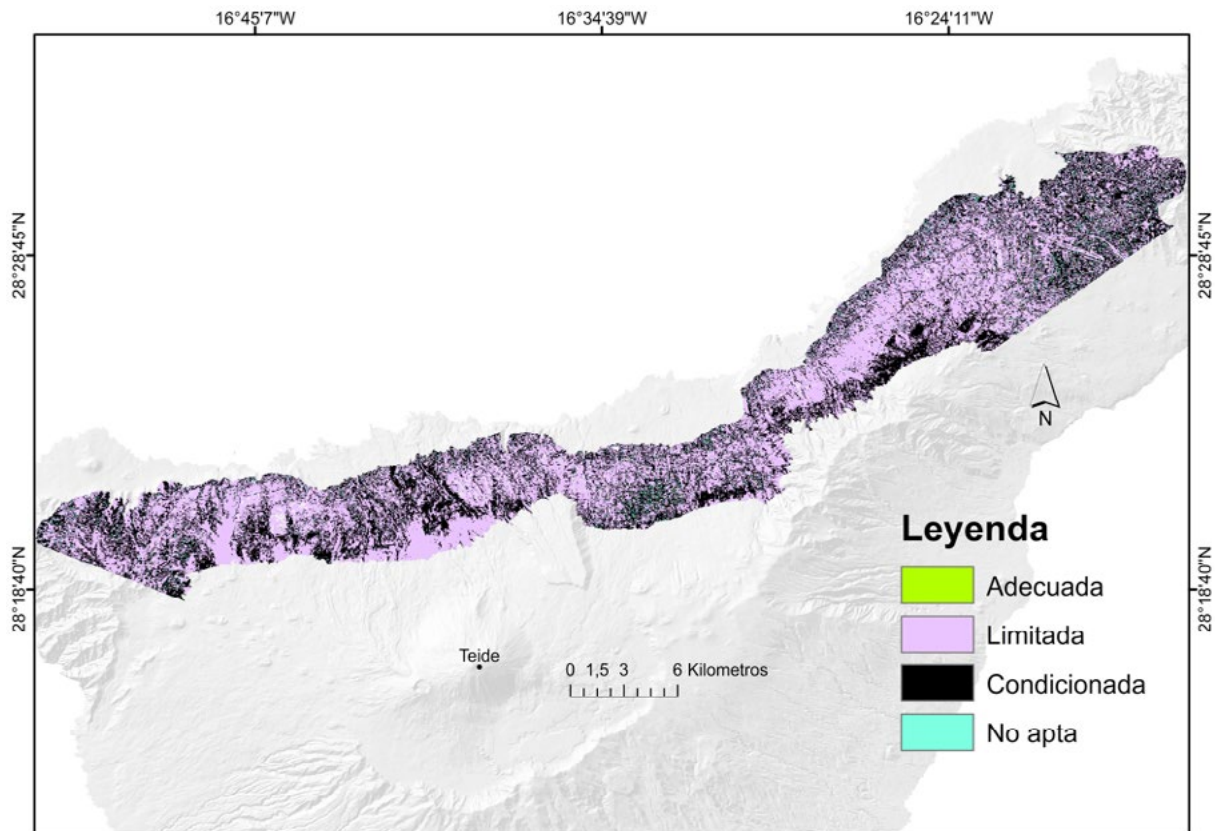 16°45'7"W 16°34'39"W 16°24'11"W
28°28'45"N 28°28'45"N
N
Leyenda
Adecuada
28°18'40"N 28°18'40"N
Limitada
Teide
0 1,5 3 6 Kilometros
Condicionada
No apta